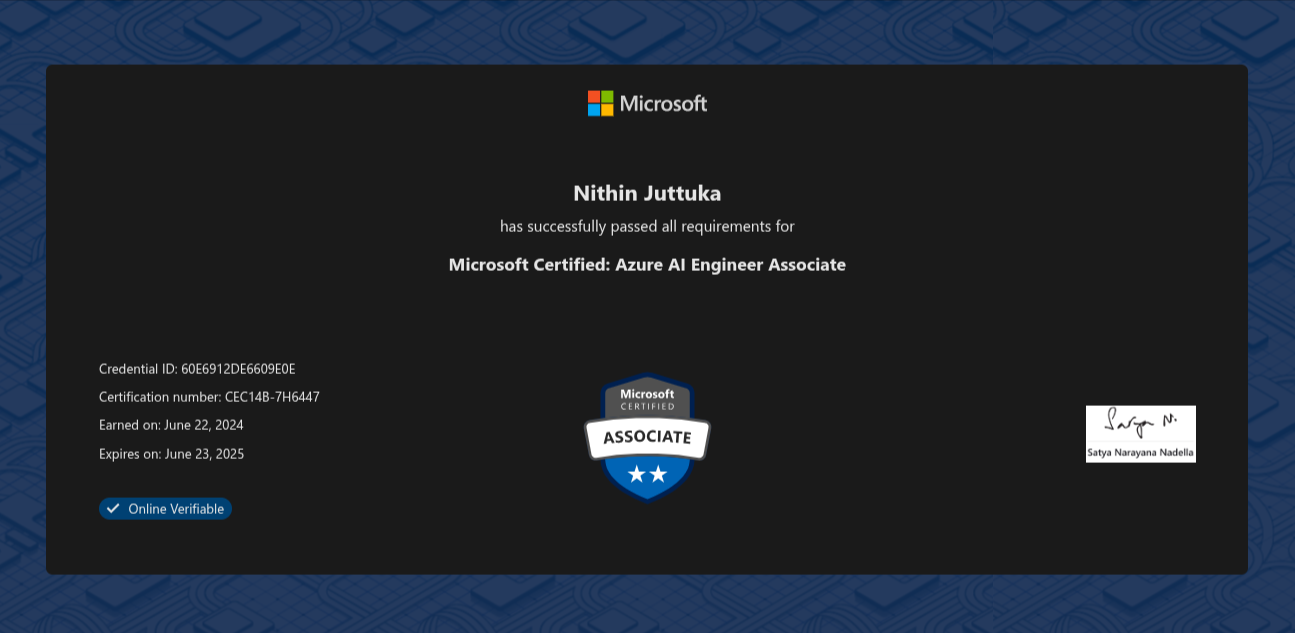 Microsoft
Nithin Juttuka
has successfully passed all requirements for
Microsoft Certified: Azure AI Engineer Associate
Credential ID: 60E6912DE6609E0E
Certification number: CEC14B-7H6447
Earned on: June 22, 2024
Expires on: June 23, 2025
Online Verifiable
Microsoft
CERTIFIED
ASSOCIATE
Satya N.
Satya Narayana Nadella